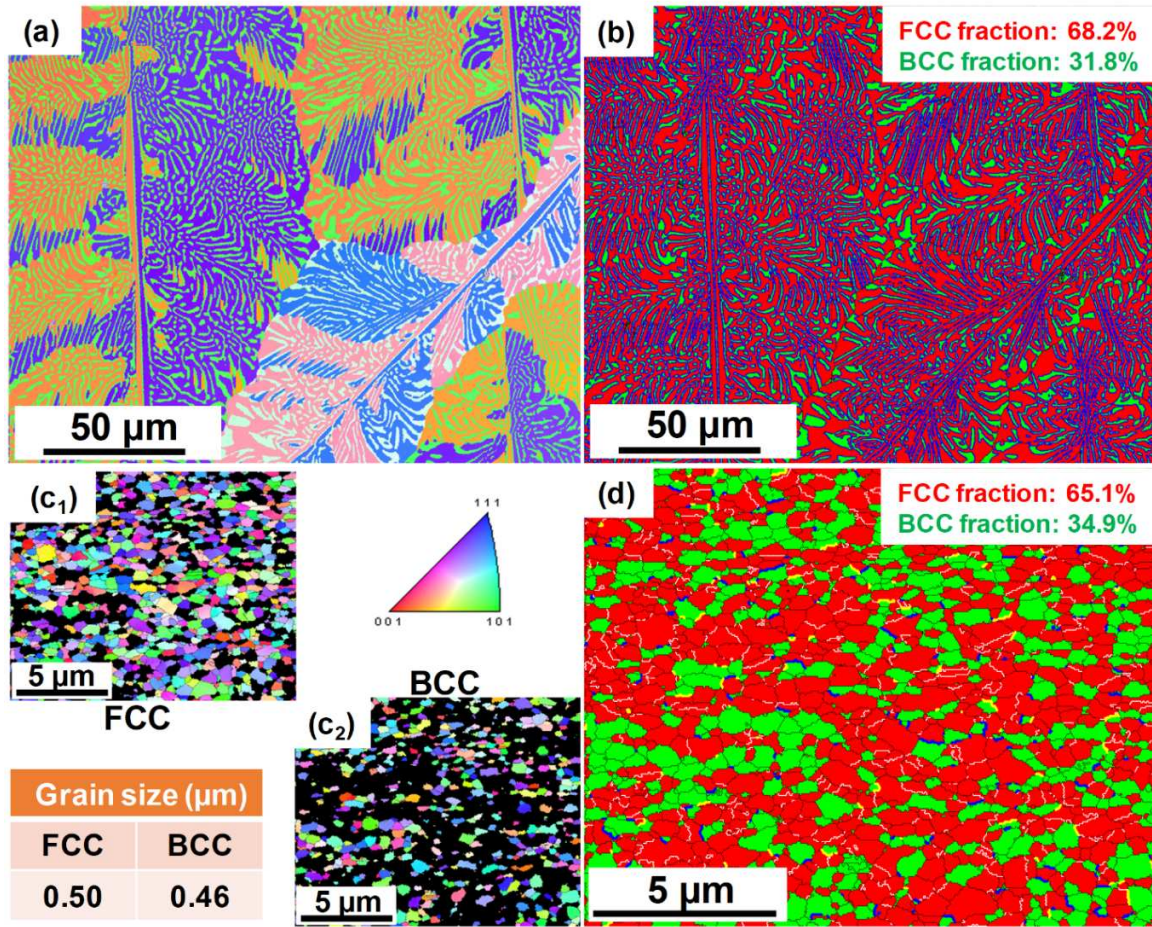 (a)
50 μm
(b)
FCC fraction: 68.2%
BCC fraction: 31.8%
50 μm
(c₁)
5 μm
FCC
111
001
101
BCC
(c₂)
5 μm
Grain size (μm)
FCC BCC
0.50 0.46
(d)
FCC fraction: 65.1%
BCC fraction: 34.9%
5 μm